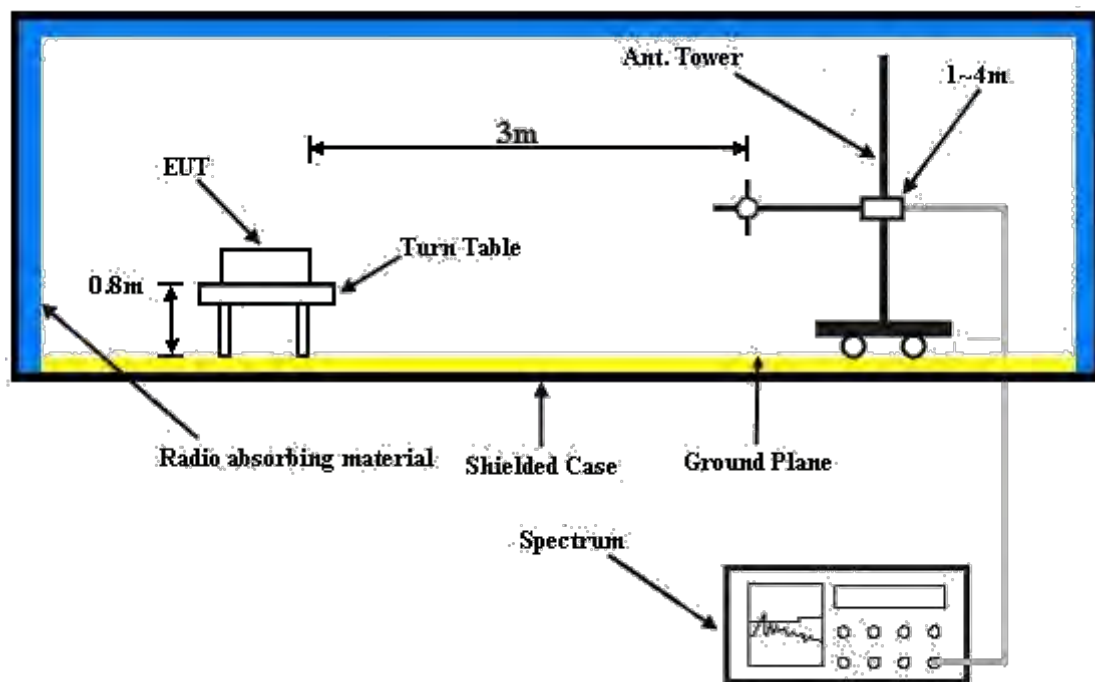 Ant. Tower
1~4m
3m
EUT
Turn Table
0.8m
Radio absorbing material
Shielded Case
Ground Plane
Spectrum